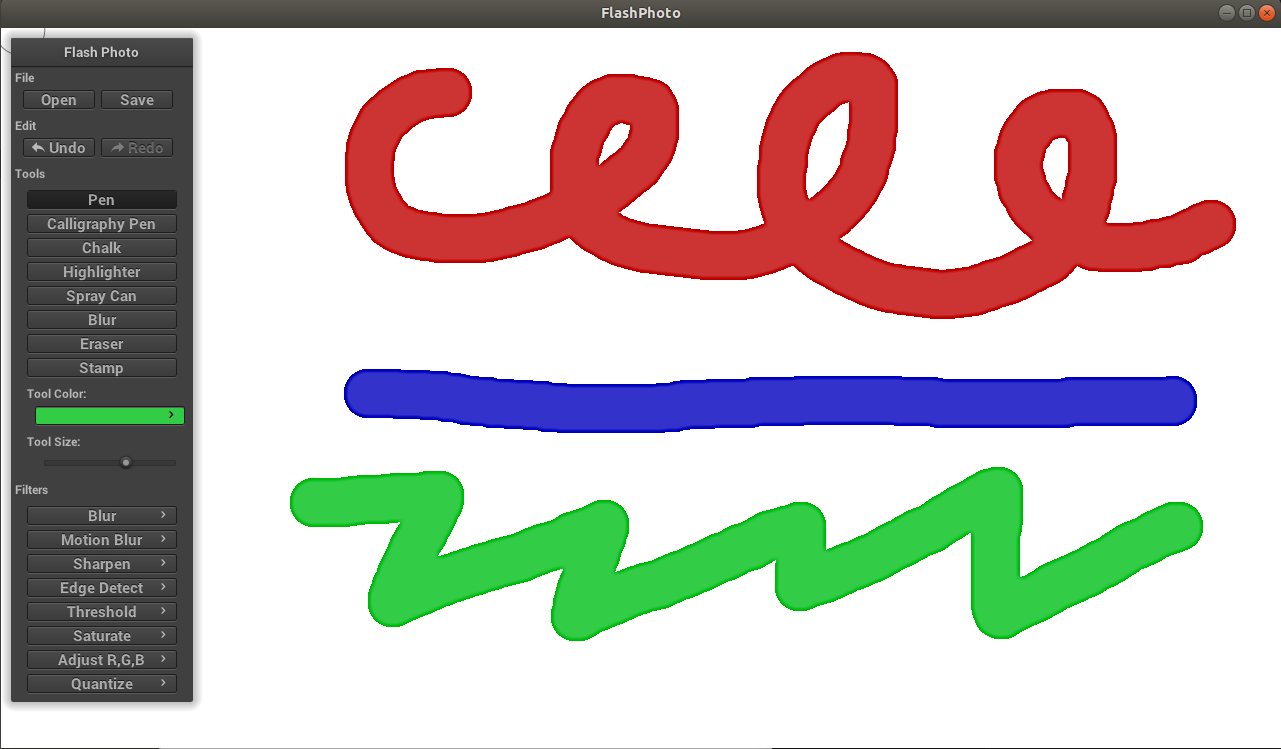 FlashPhoto
Flash Photo
File
Open Save
Edit
Undo Redo
Tools
Pen
Calligraphy Pen
Chalk
Highlighter
Spray Can
Blur
Eraser
Stamp
Tool Color:
Tool Size:
Filters
Blur
Motion Blur
Sharpen
Edge Detect
Threshold
Saturate
Adjust R,G,B
Quantize